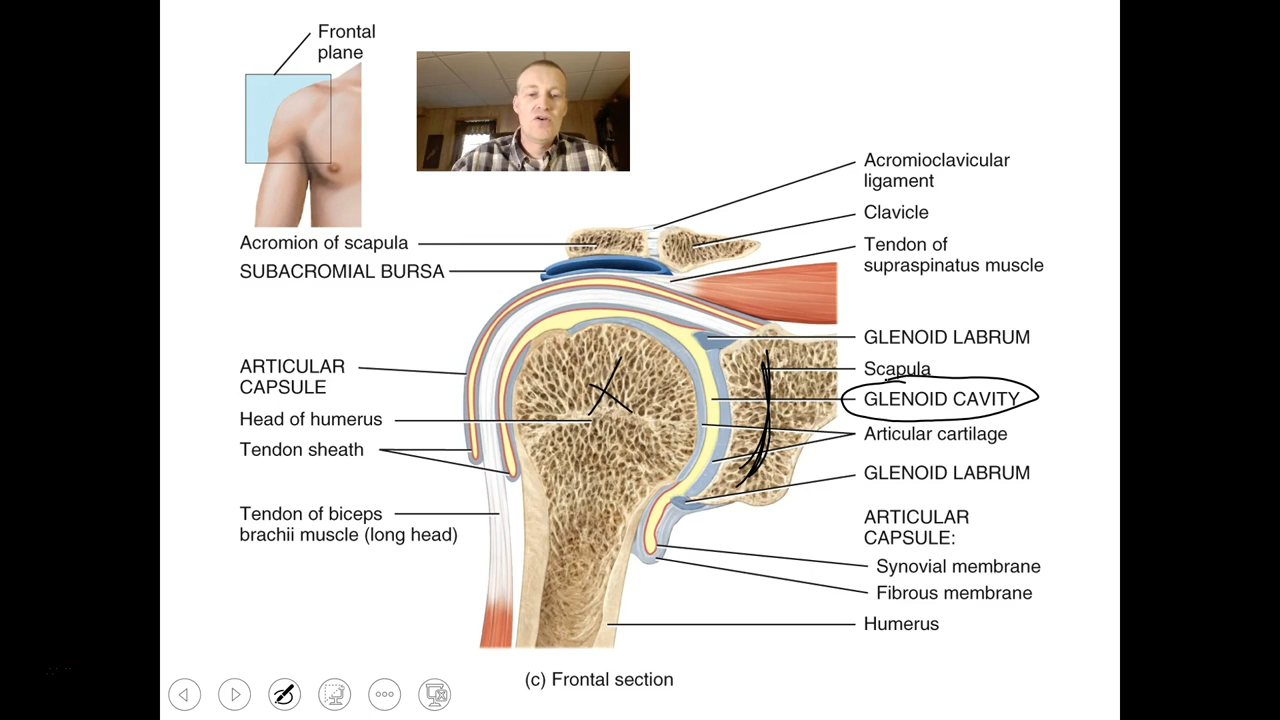 Frontal
plane
Acromioclavicular
ligament
Clavicle
Tendon of
supraspinatus muscle
Acromion of scapula
SUBACROMIAL BURSA
GLENOID LABRUM
ARTICULAR
CAPSULE
Scapula
GLENOID CAVITY
Head of humerus
Articular cartilage
Tendon sheath
GLENOID LABRUM
Tendon of biceps
brachii muscle (long head)
ARTICULAR
CAPSULE:
Synovial membrane
Fibrous membrane
Humerus
(c) Frontal section